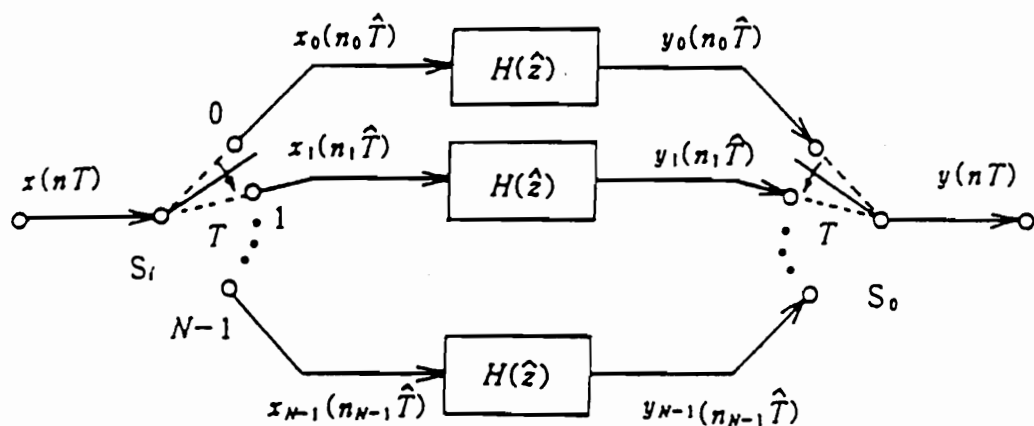 x₀(n₀T̂)
H(ẑ)
y₀(n₀T̂)
0
x(nT)
x₁(n₁T̂)
H(ẑ)
y₁(n₁T̂)
y(nT)
1
T
T
Sᵢ
Sₒ
N-1
H(ẑ)
x_{N-1}(n_{N-1}T̂)
y_{N-1}(n_{N-1}T̂)